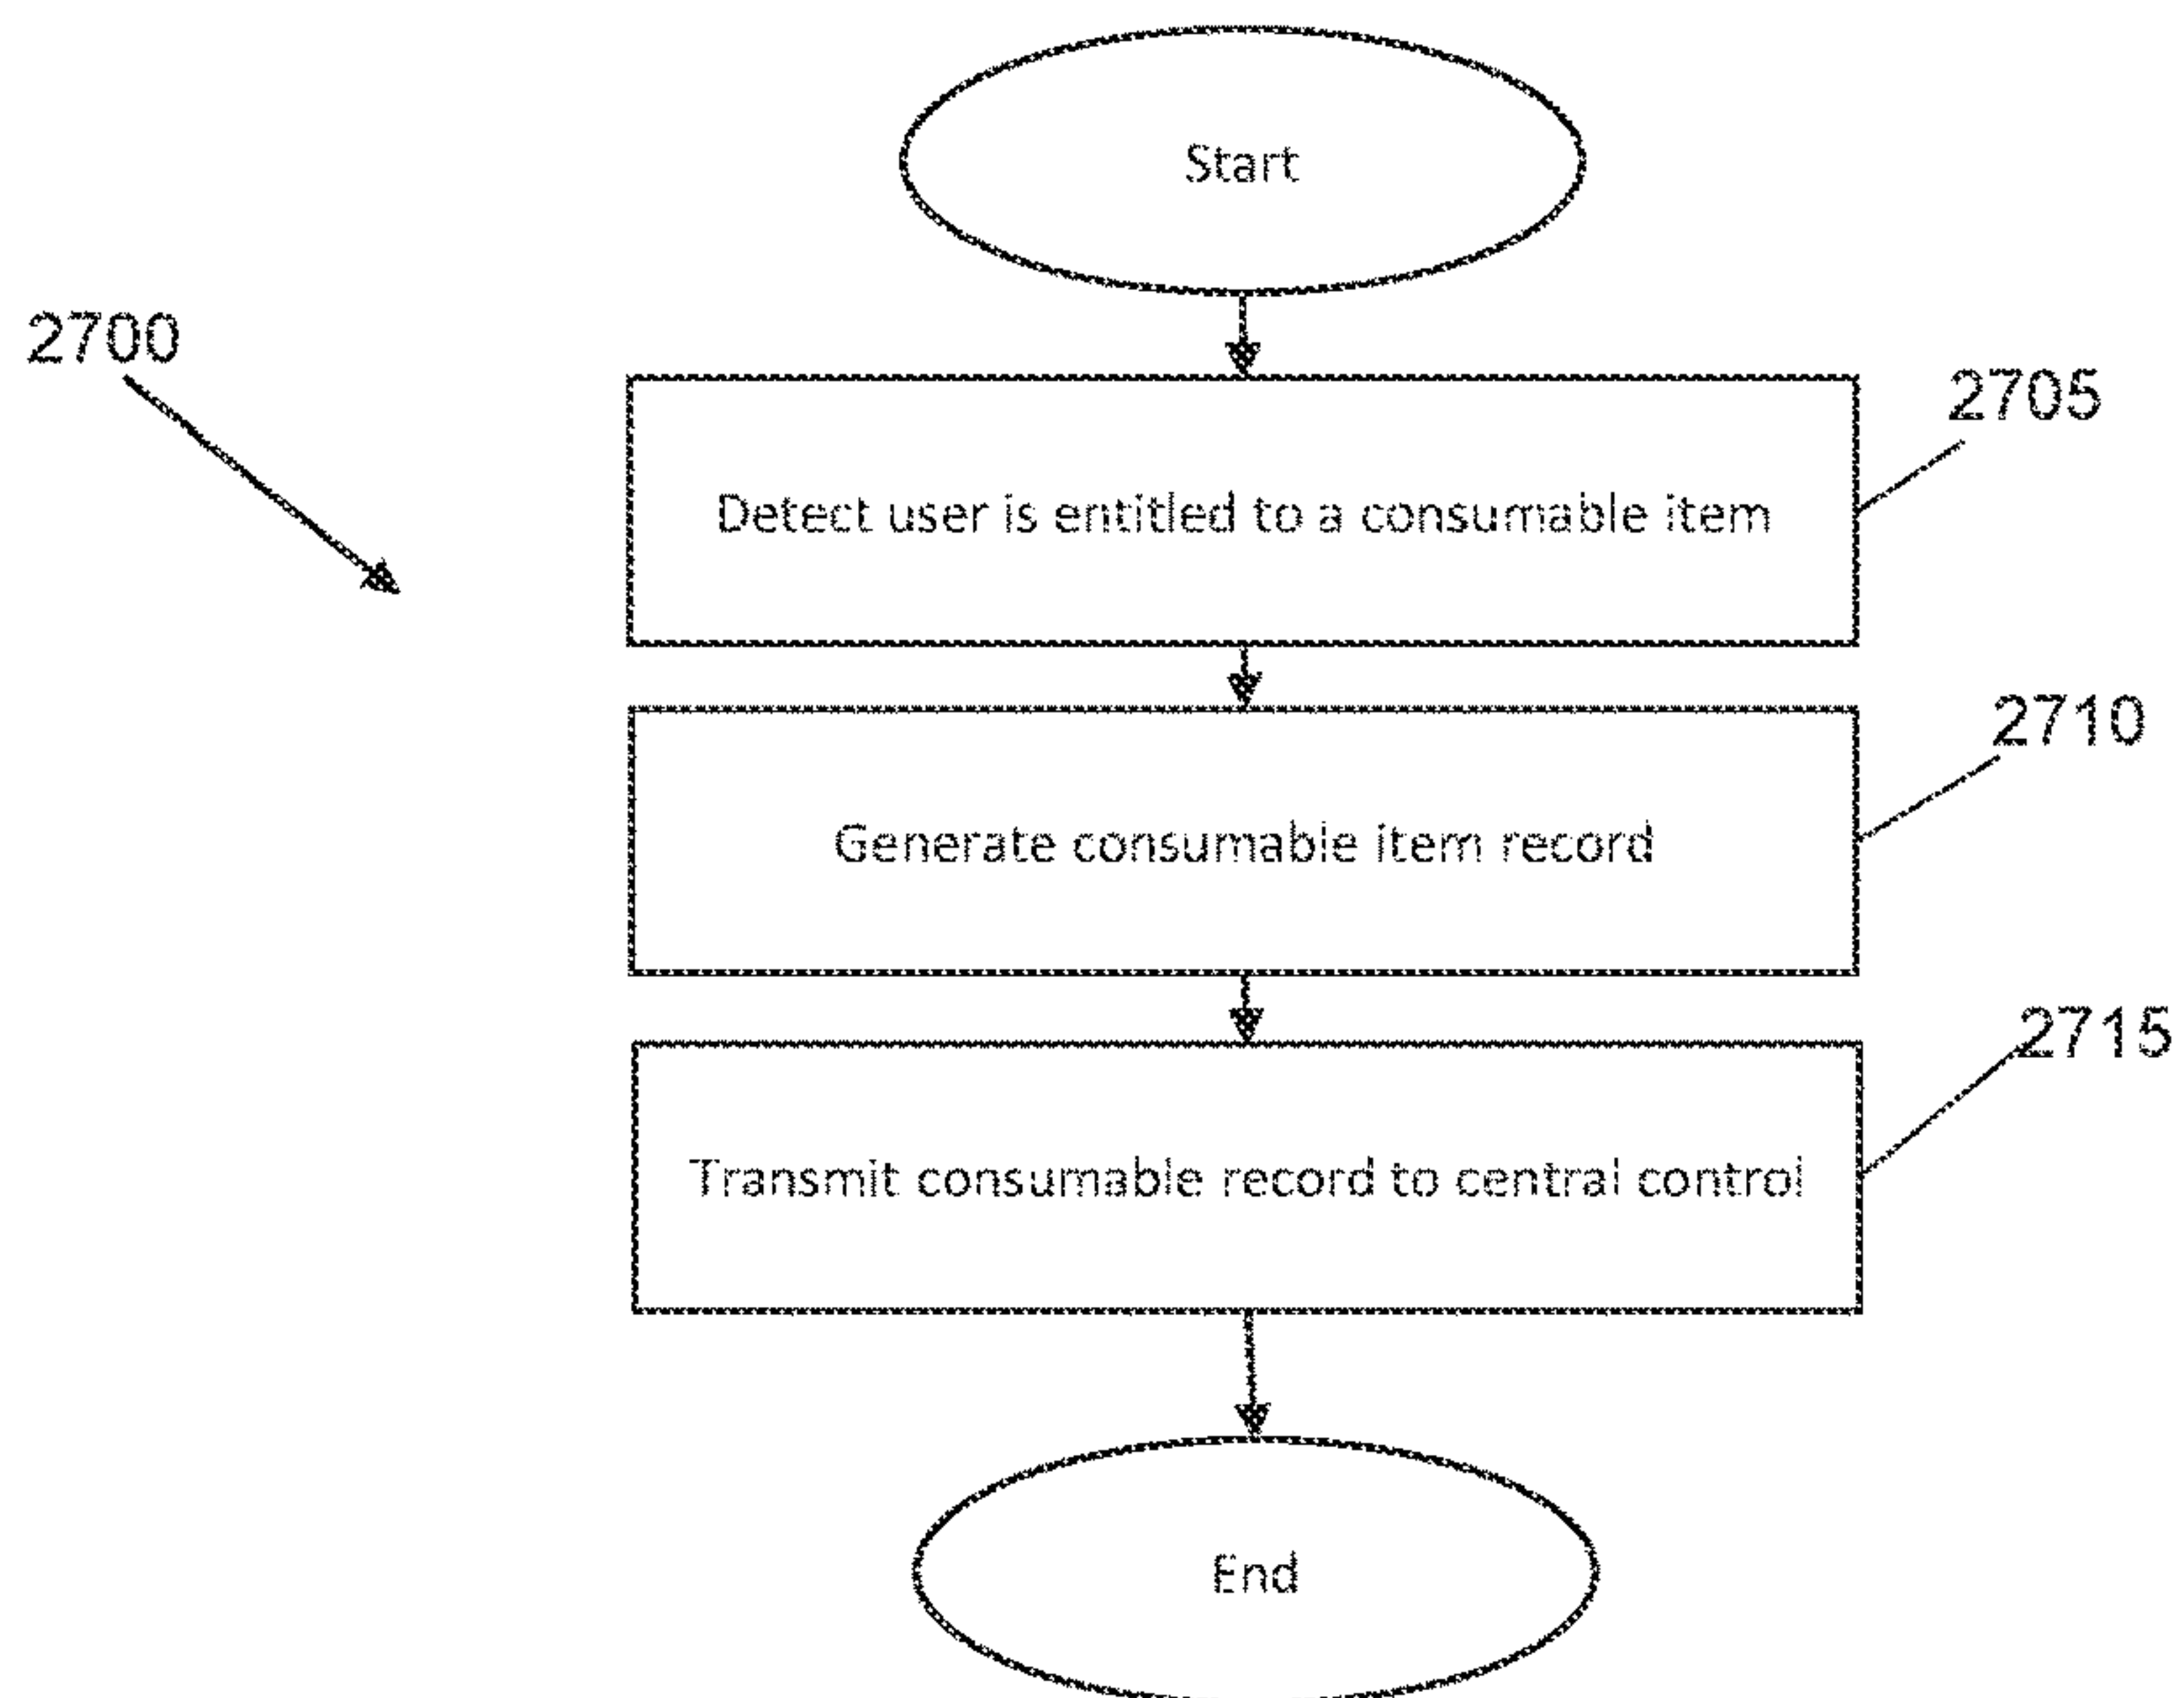 Start
2700
2705
Detect user is entitled to a consumable item
2710
Generate consumable item record
2715
Transmit consumable record to central control
End